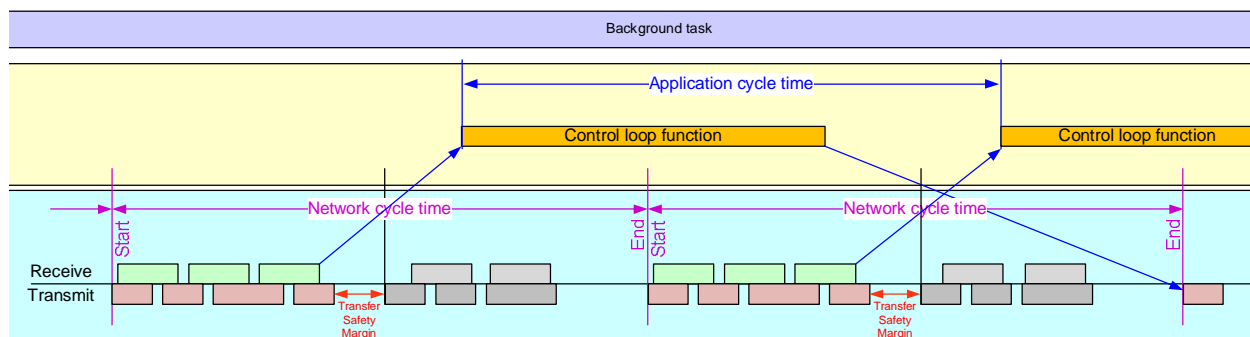 Background task
Application cycle time
Control loop function
Control loop function
Network cycle time
Network cycle time
Start
End
Start
End
Receive
Transmit
Transfer
Safety
Margin
Transfer
Safety
Margin